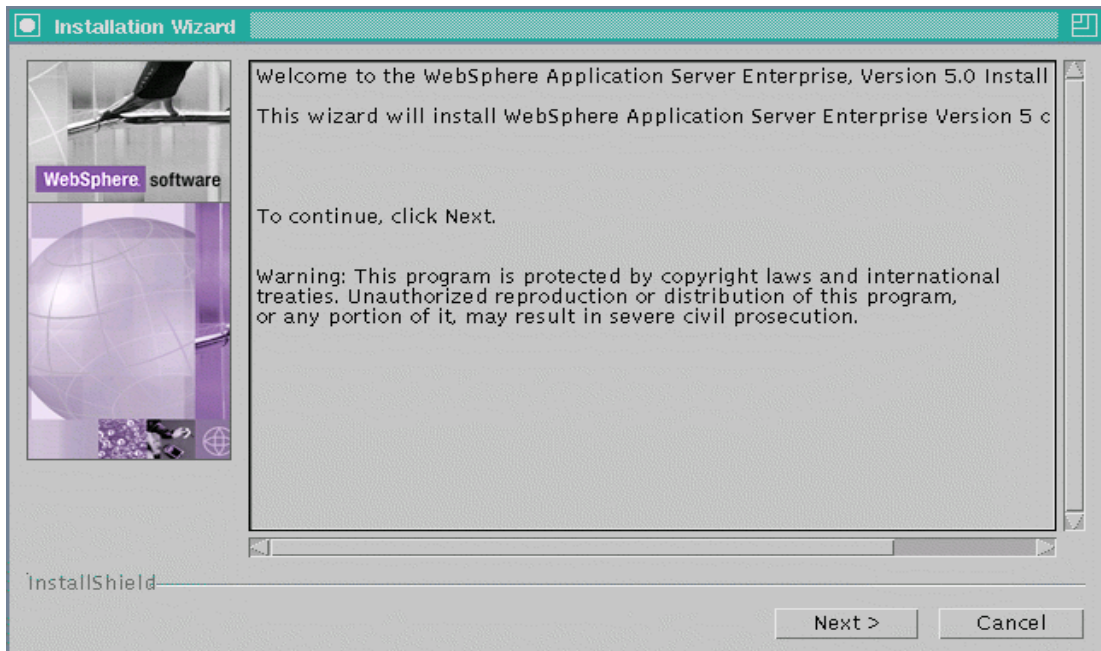 Installation Wizard
WebSphere software
Welcome to the WebSphere Application Server Enterprise, Version 5.0 Install
This wizard will install WebSphere Application Server Enterprise Version 5 c
To continue, click Next.
Warning: This program is protected by copyright laws and international
treaties. Unauthorized reproduction or distribution of this program,
or any portion of it, may result in severe civil prosecution.
InstallShield
Next >
Cancel